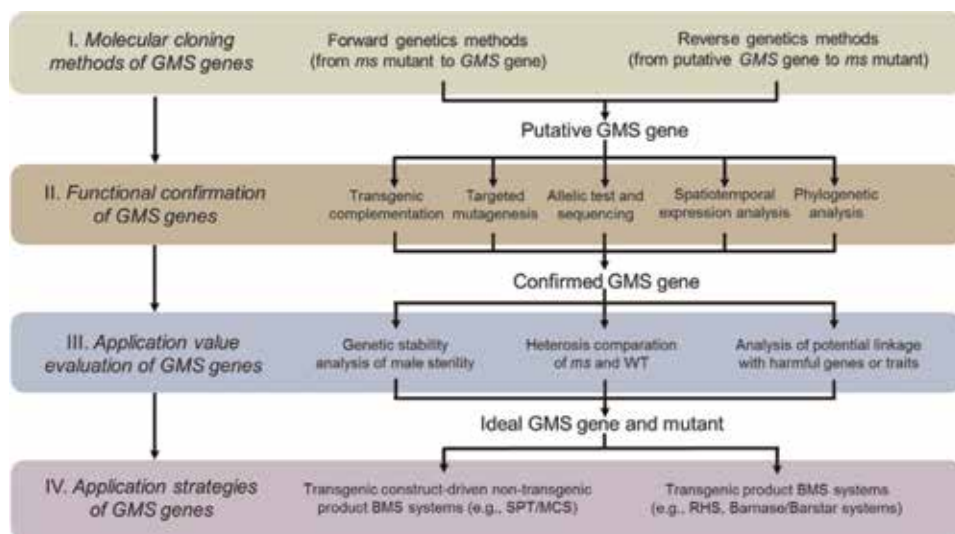 I. Molecular cloning
methods of GMS genes
Forward genetics methods
(from ms mutant to GMS gene)
Reverse genetics methods
(from putative GMS gene to ms mutant)
Putative GMS gene
II. Functional confirmation
of GMS genes
Transgenic
complementation
Targeted
mutagenesis
Allelic test and
sequencing
Spatiotemporal
expression analysis
Phylogenetic
analysis
Confirmed GMS gene
III. Application value
evaluation of GMS genes
Genetic stability
analysis of male sterility
Heterosis comparation
of ms and WT
Analysis of potential linkage
with harmful genes or traits
Ideal GMS gene and mutant
IV. Application strategies
of GMS genes
Transgenic construct-driven non-transgenic
product BMS systems (e.g., SPT/MCS)
Transgenic product BMS systems
(e.g., RHS, Barnase/Barstar systems)